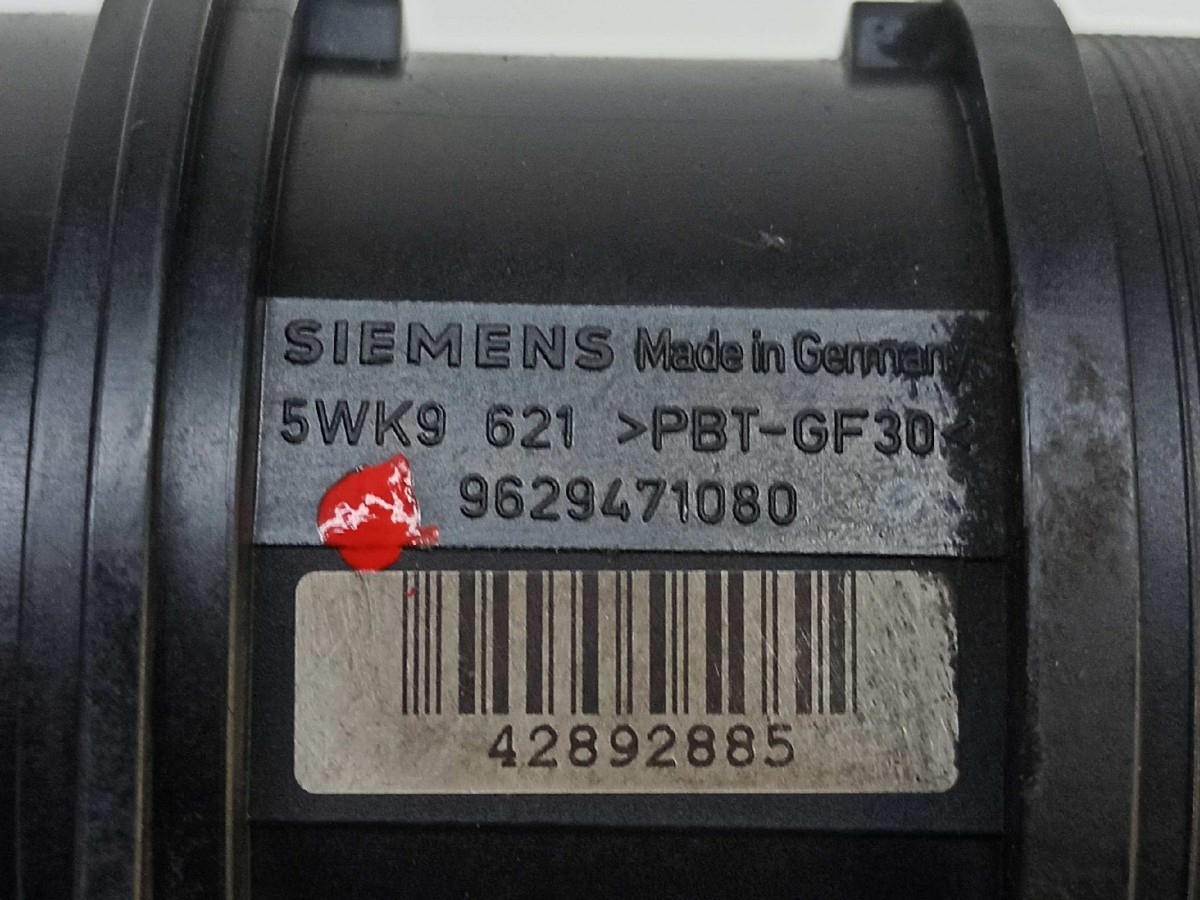 SIEMENS Made in Germany
5WK9 621 >PBT-GF30<
9629471080
42892885